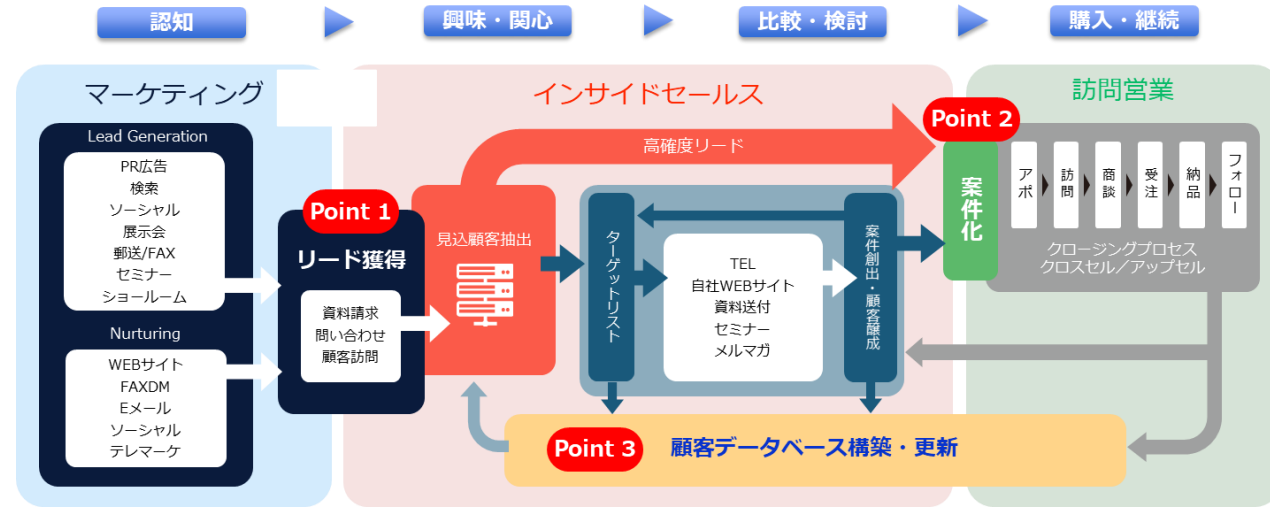 認知
興味・関心
比較・検討
購入・継続
マーケティング
Lead Generation
PR広告
検索
ソーシャル
展示会
郵送/FAX
セミナー
ショールーム
Nurturing
WEBサイト
FAXDM
Eメール
ソーシャル
テレマーケ
Point 1
リード獲得
資料請求
問い合わせ
顧客訪問
インサイドセールス
高確度リード
見込顧客抽出
ターゲットリスト
TEL
自社WEBサイト
資料送付
セミナー
メルマガ
案件創出・顧客醸成
Point 3
顧客データベース構築・更新
訪問営業
Point 2
案件化
アポ
訪問
商談
受注
納品
フォロー
クロージングプロセス
クロスセル／アップセル